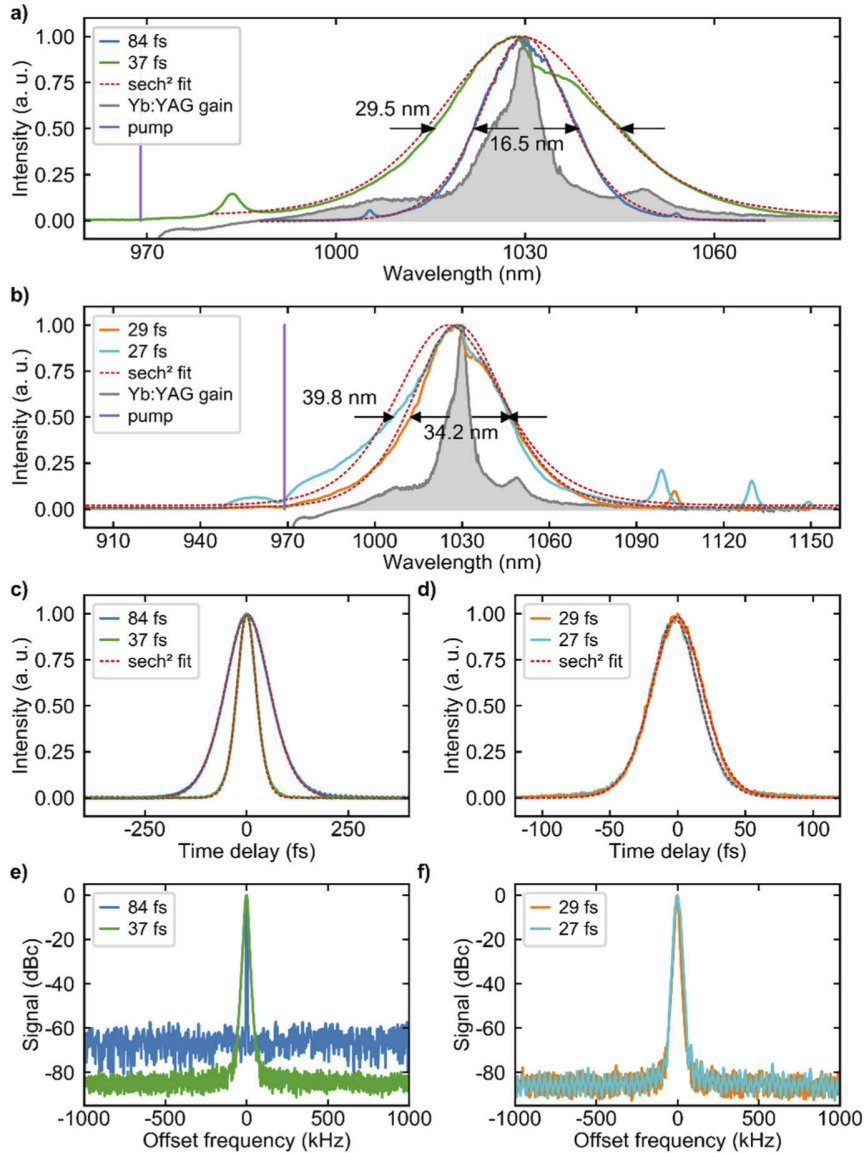 a)
1.00
0.75
0.50
0.25
0.00
Intensity (a. u.)
84 fs
37 fs
sech² fit
Yb:YAG gain
pump
29.5 nm
16.5 nm
970
1000
1030
1060
Wavelength (nm)
b)
1.00
0.75
0.50
0.25
0.00
Intensity (a. u.)
29 fs
27 fs
sech² fit
Yb:YAG gain
pump
39.8 nm
34.2 nm
910
940
970
1000
1030
1060
1090
1120
1150
Wavelength (nm)
c)
1.00
0.75
0.50
0.25
0.00
Intensity (a. u.)
84 fs
37 fs
sech² fit
-250
0
250
Time delay (fs)
d)
1.00
0.75
0.50
0.25
0.00
Intensity (a. u.)
29 fs
27 fs
sech² fit
-100
-50
0
50
100
Time delay (fs)
e)
0
-20
-40
-60
-80
Signal (dBc)
84 fs
37 fs
-1000
-500
0
500
1000
Offset frequency (kHz)
f)
0
-20
-40
-60
-80
Signal (dBc)
29 fs
27 fs
-1000
-500
0
500
1000
Offset frequency (kHz)